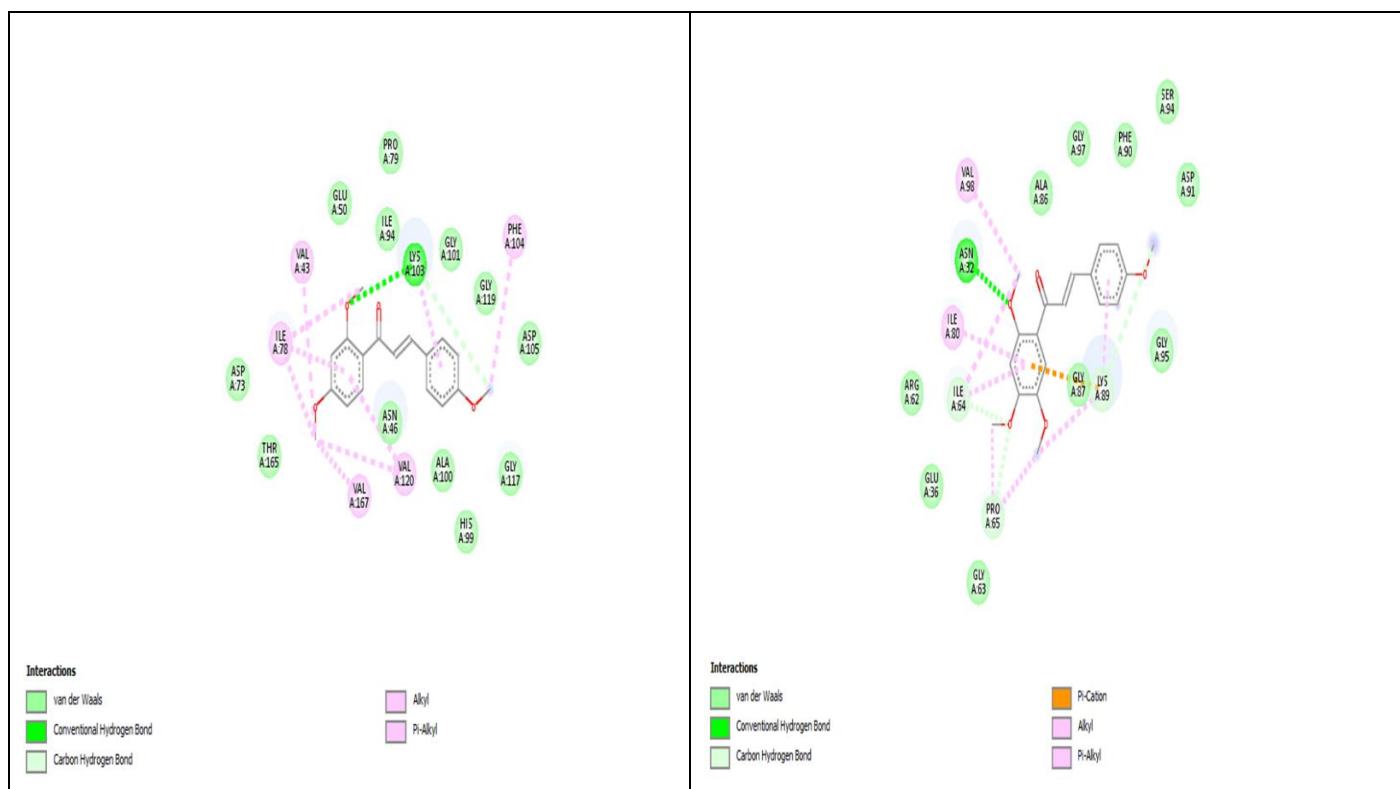 PRO
A:79
GLU
A:50
ILE
A:94
LYS
A:103
GLY
A:101
PHE
A:104
VAL
A:43
GLY
A:119
ILE
A:78
ASP
A:105
ASP
A:73
ASN
A:46
THR
A:165
VAL
A:120
ALA
A:100
GLY
A:117
VAL
A:167
HIS
A:99
Interactions
van der Waals
Conventional Hydrogen Bond
Carbon Hydrogen Bond
Alkyl
Pi-Alkyl
SER
A:94
GLY
A:97
PHE
A:90
VAL
A:98
ALA
A:86
ASP
A:91
ASN
A:32
ILE
A:80
GLY
A:95
ARG
A:62
ILE
A:64
GLY
A:87
LYS
A:89
GLU
A:36
PRO
A:65
GLY
A:63
Interactions
van der Waals
Conventional Hydrogen Bond
Carbon Hydrogen Bond
Pi-Cation
Alkyl
Pi-Alkyl